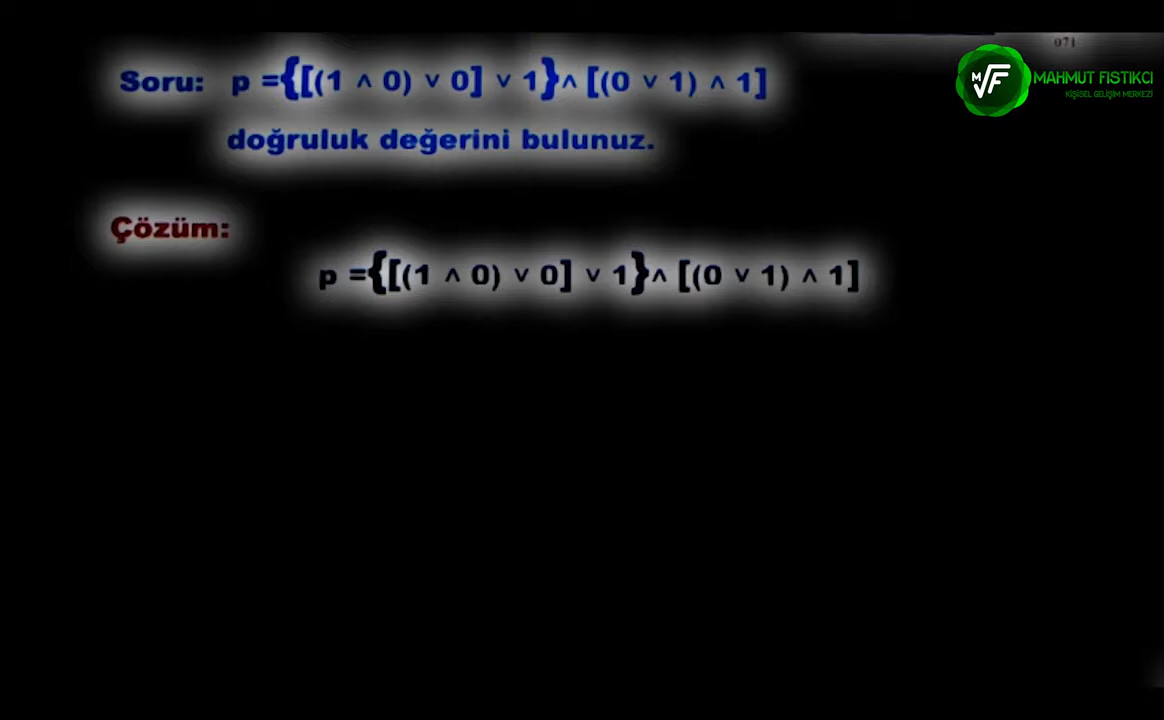 071
MAHMUT FISTIKCI
KİŞİSEL GELİŞİM MERKEZİ
Soru: p ={[(1 ˄ 0) ˅ 0] ˅ 1}˄ [(0 ˅ 1) ˄ 1]
doğruluk değerini bulunuz.
Çözüm:
p ={[(1 ˄ 0) ˅ 0] ˅ 1}˄ [(0 ˅ 1) ˄ 1]